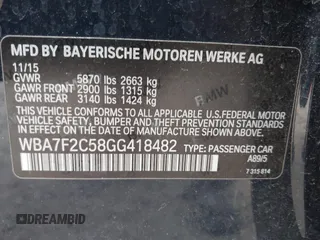 MFD BY BAYERISCHE MOTOREN WERKE AG
11/15
GVWR 5870 lbs 2663 kg
GAWR FRONT 2900 lbs 1315 kg
GAWR REAR 3140 lbs 1424 kg
BMW
THIS VEHICLE CONFORMS TO ALL
APPLICABLE U.S.FEDERAL MOTOR
VEHICLE SAFETY, BUMPER, AND
THEFT PREVENTION STANDARDS IN
EFFECT ON THE DATE OF
MANUFACTURE SHOWN ABOVE.
WBA7F2C58GG418482 TYPE: PASSENGER CAR
A89/5
7 315 814
AUTOBIDCAR